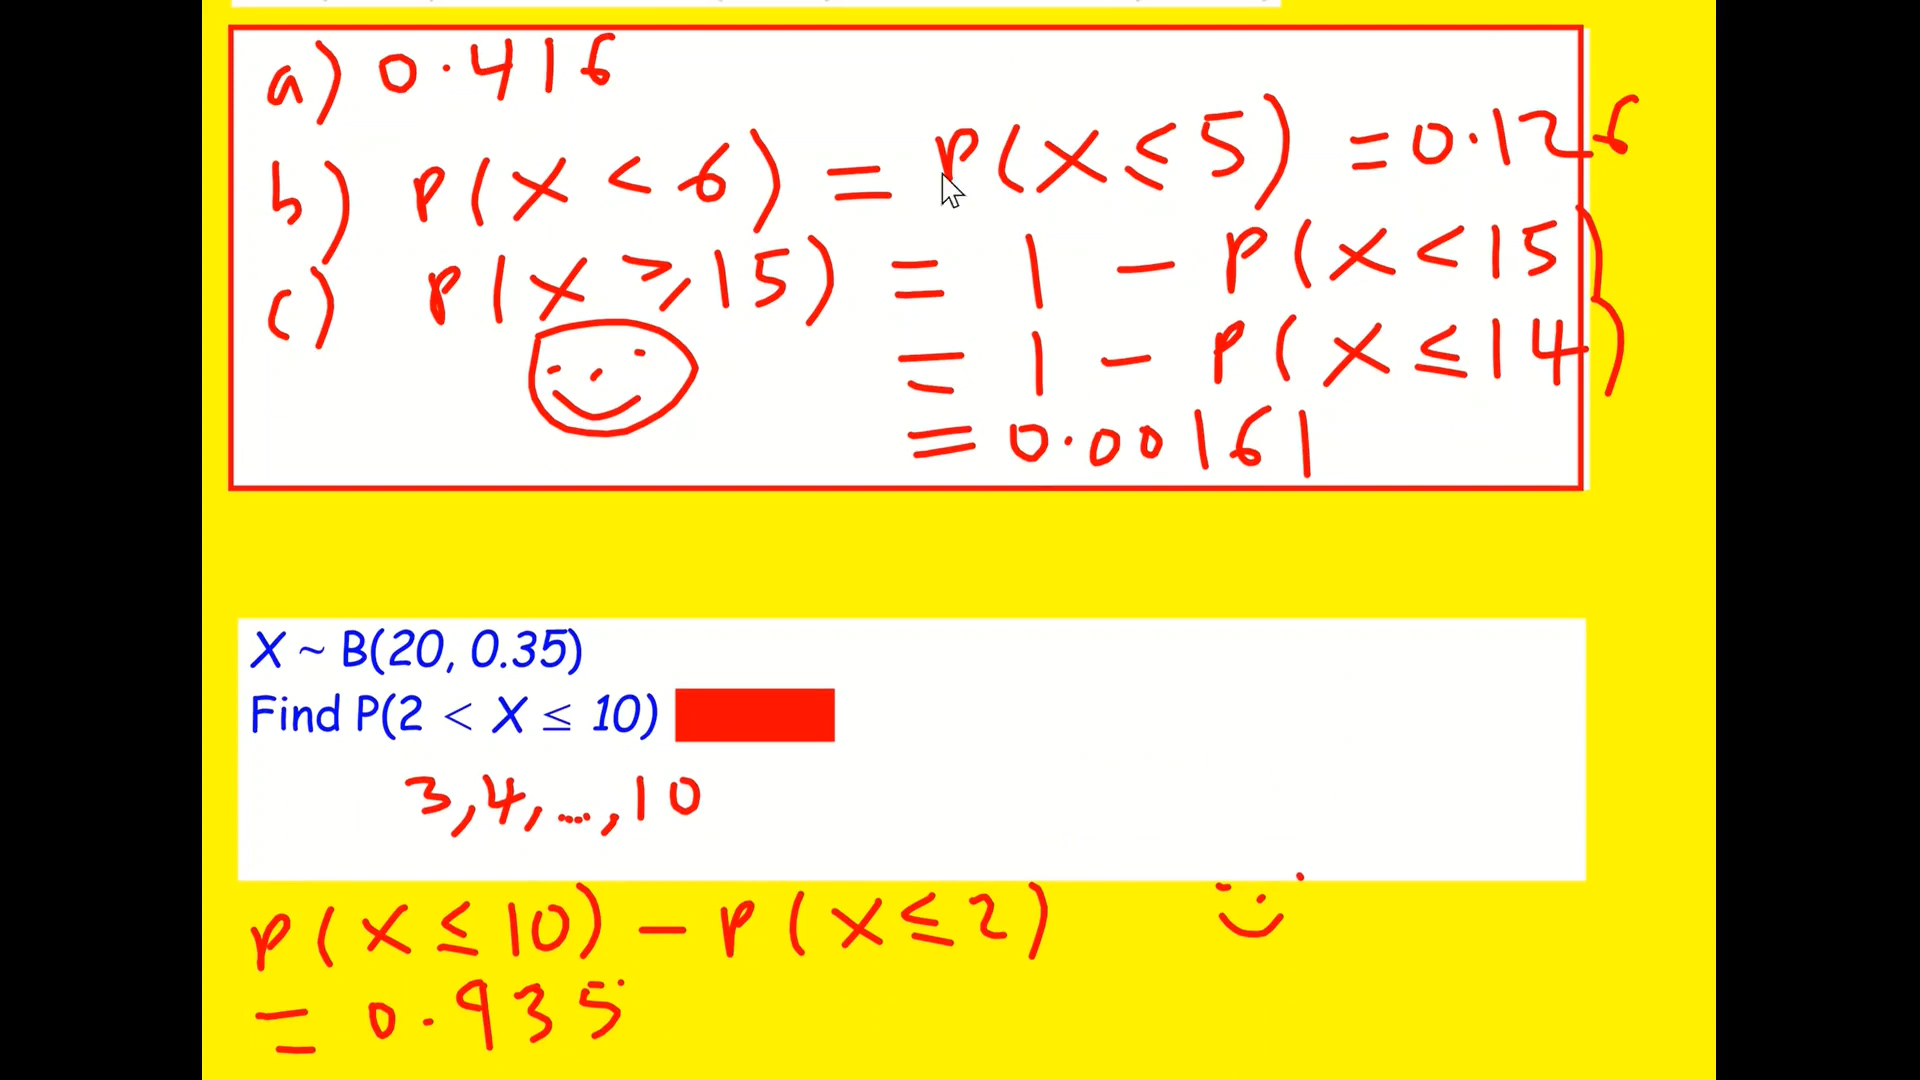 a) 0.416
b) P(X < 6) = P(X ≤ 5) = 0.126
c) P(X ≥ 15) = 1 - P(X < 15)
= 1 - P(X ≤ 14)
= 0.00161
X ~ B(20, 0.35)
Find P(2 < X ≤ 10)
3, 4, ..., 10
P(X ≤ 10) - P(X ≤ 2)
= 0.935